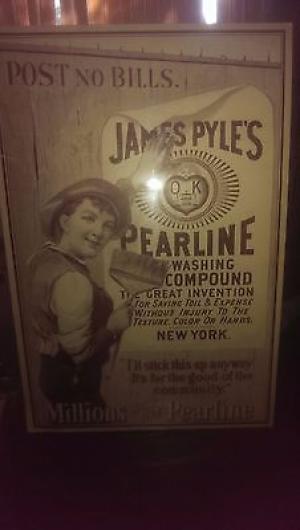 POST NO BILLS.
JAMES PYLE'S
O K
PEARLINE
WASHING
COMPOUND
THE GREAT INVENTION
FOR SAVING TOIL & EXPENSE
WITHOUT INJURY TO THE
TEXTURE, COLOR OR HANDS.
NEW YORK.
"I'll stick this up anyway
It's for the good of the
community."
Millions Pearline